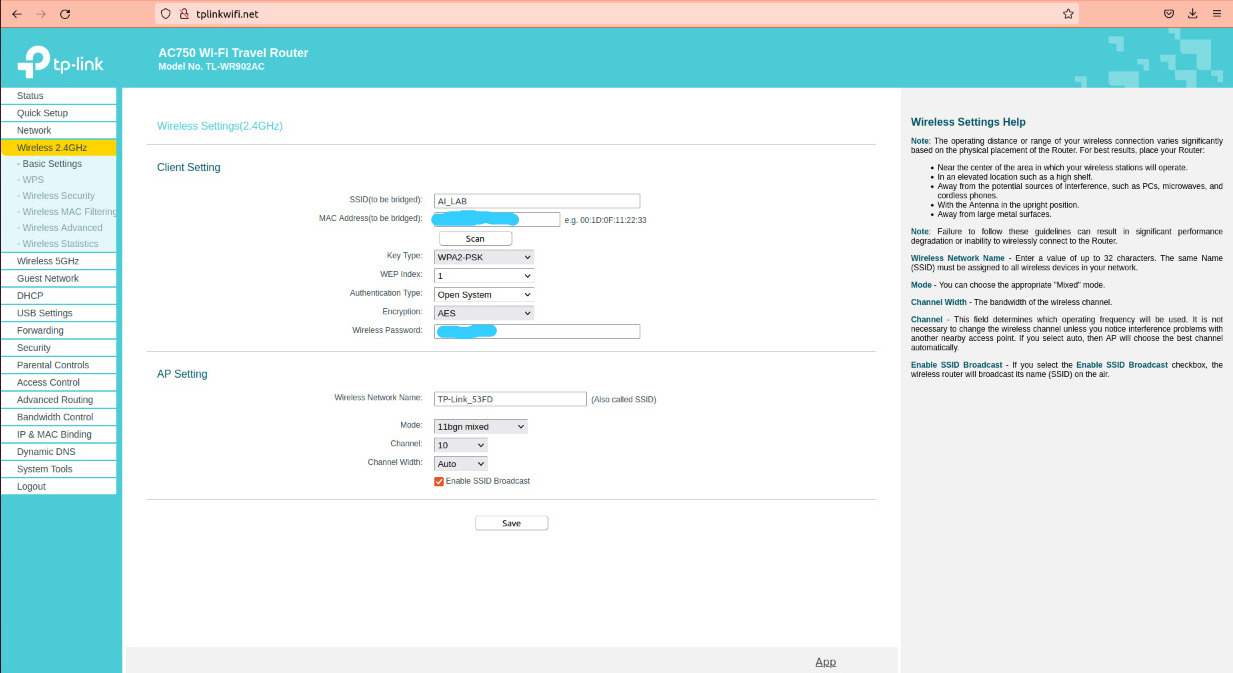 tplinkwifi.net
tp-link
AC750 Wi-Fi Travel Router
Model No. TL-WR902AC
Status
Quick Setup
Network
Wireless 2.4GHz
- Basic Settings
- WPS
- Wireless Security
- Wireless MAC Filtering
- Wireless Advanced
- Wireless Statistics
Wireless 5GHz
Guest Network
DHCP
USB Settings
Forwarding
Security
Parental Controls
Access Control
Advanced Routing
Bandwidth Control
IP & MAC Binding
Dynamic DNS
System Tools
Logout
Wireless Settings(2.4GHz)
Client Setting
SSID(to be bridged): AI_LAB
MAC Address(to be bridged): e.g. 00:1D:0F:11:22:33
Scan
Key Type: WPA2-PSK
WEP Index: 1
Authentication Type: Open System
Encryption: AES
Wireless Password:
AP Setting
Wireless Network Name: TP-Link_53FD (Also called SSID)
Mode: 11bgn mixed
Channel: 10
Channel Width: Auto
Enable SSID Broadcast
Save
App
Wireless Settings Help
Note: The operating distance or range of your wireless connection varies significantly
based on the physical placement of the Router. For best results, place your Router:
• Near the center of the area in which your wireless stations will operate.
• In an elevated location such as a high shelf.
• Away from the potential sources of interference, such as PCs, microwaves, and
cordless phones.
• With the Antenna in the upright position.
• Away from large metal surfaces.
Note: Failure to follow these guidelines can result in significant performance
degradation or inability to wirelessly connect to the Router.
Wireless Network Name - Enter a value of up to 32 characters. The same Name
(SSID) must be assigned to all wireless devices in your network.
Mode - You can choose the appropriate "Mixed" mode.
Channel Width - The bandwidth of the wireless channel.
Channel - This field determines which operating frequency will be used. It is not
necessary to change the wireless channel unless you notice interference problems with
another nearby access point. If you select auto, then AP will choose the best channel
automatically.
Enable SSID Broadcast - If you select the Enable SSID Broadcast checkbox, the
wireless router will broadcast its name (SSID) on the air.